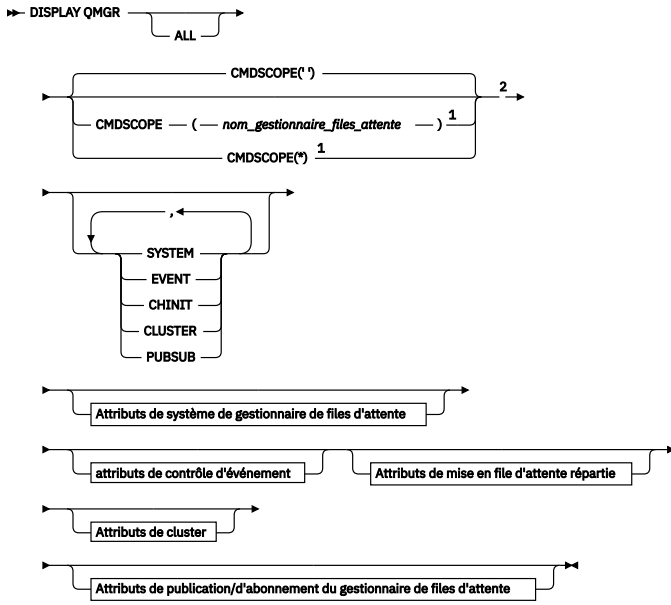 DISPLAY QMGR
ALL
CMDSCOPE(' ')
2
CMDSCOPE ( nom_gestionnaire_files_attente ) 1
CMDSCOPE(*) 1
,
SYSTEM
EVENT
CHINIT
CLUSTER
PUBSUB
Attributs de système de gestionnaire de files d'attente
attributs de contrôle d'événement Attributs de mise en file d'attente répartie
Attributs de cluster
Attributs de publication/d'abonnement du gestionnaire de files d'attente